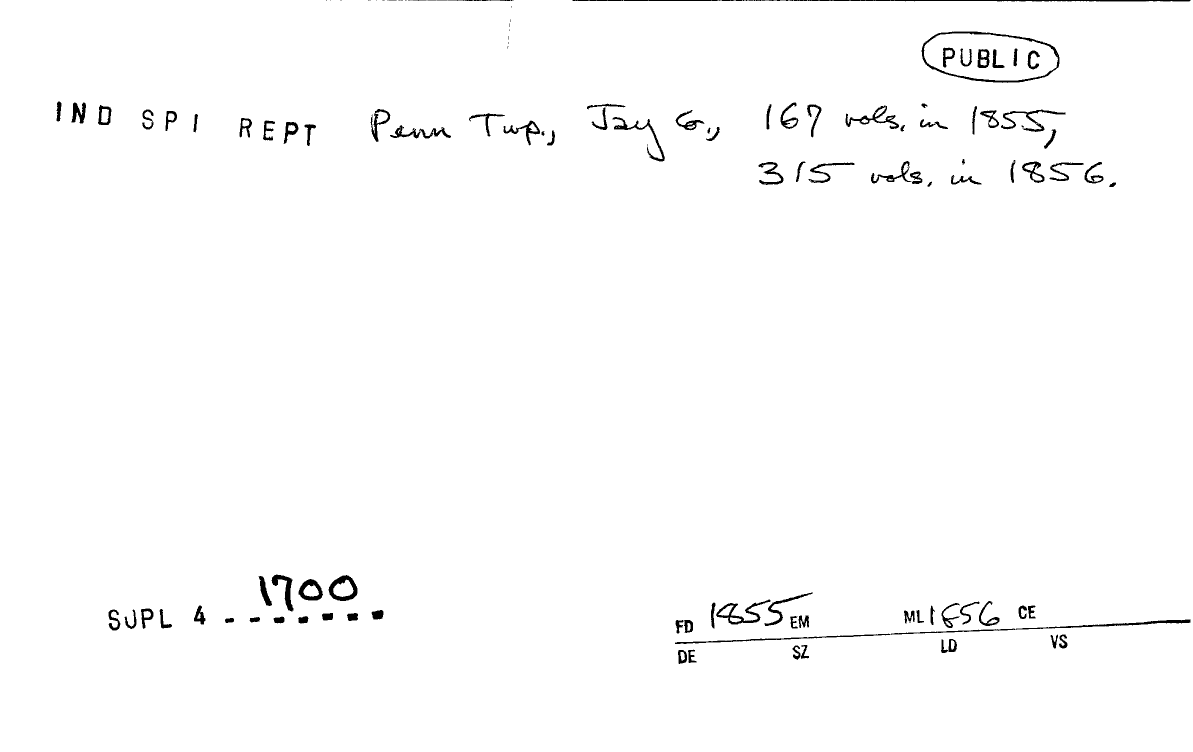 PUBLIC
IND SPI REPT Penn Twp., Jay Co., 167 vols. in 1855,
315 vols. in 1856.
1700
SUPL 4 -------
FD 1855 EM ML 1856 CE
DE SZ LD VS